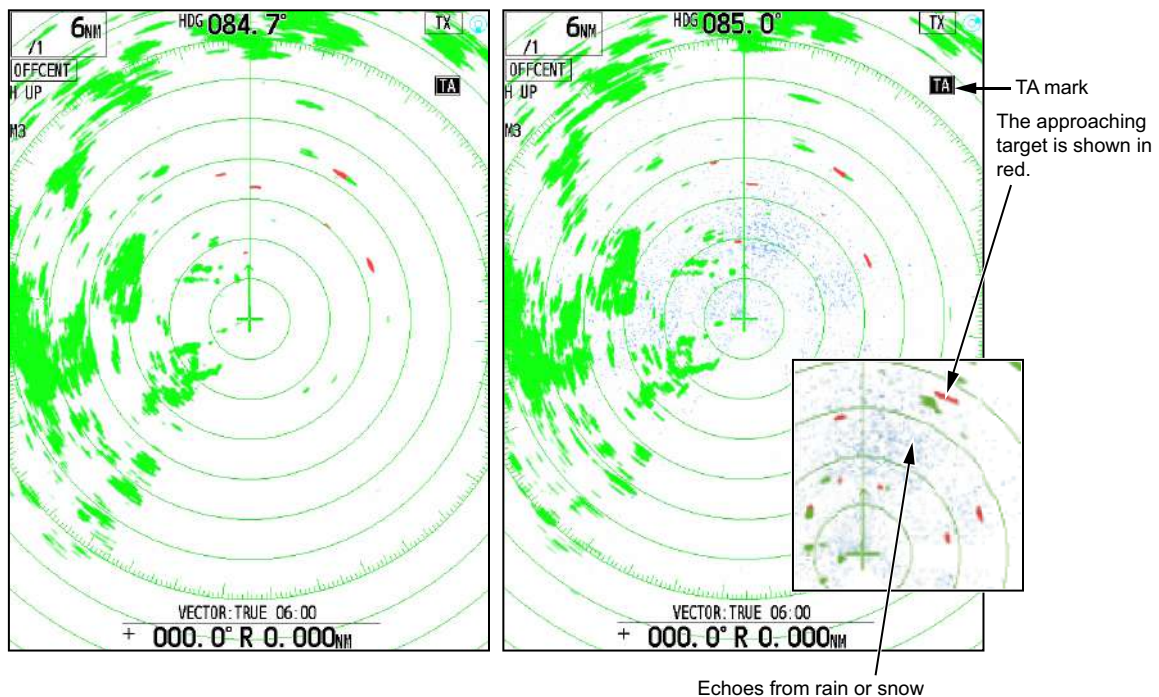 6NM
/1
OFFCENT
H UP
M3
HDG 084.7°
TX
TA
VECTOR:TRUE 06:00
+ 000.0° R 0.000NM
6NM
/1
OFFCENT
H UP
M3
HDG 085.0°
TX
TA
VECTOR:TRUE 06:00
+ 000.0° R 0.000NM
TA mark
The approaching
target is shown in
red.
Echoes from rain or snow